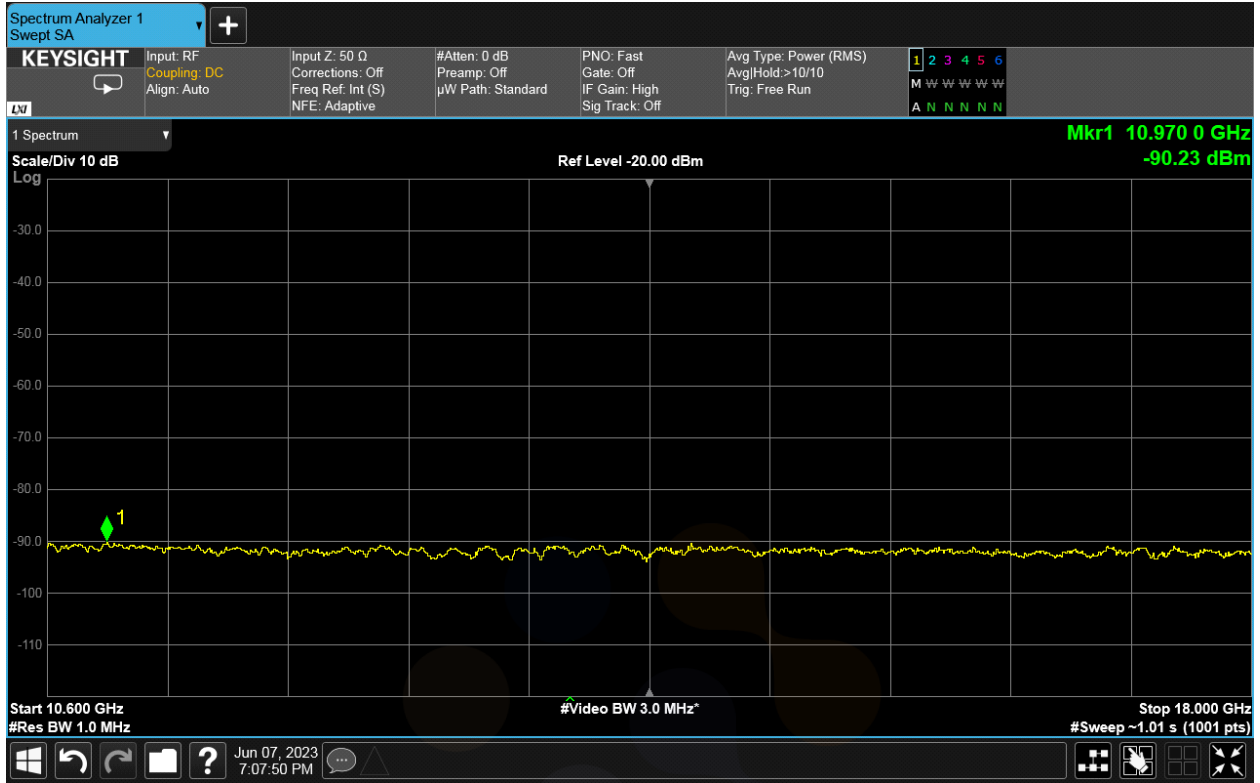 Spectrum Analyzer 1
Swept SA
+
KEYSIGHT
LXI
Input: RF
Coupling: DC
Align: Auto
Input Z: 50 Ω
Corrections: Off
Freq Ref: Int (S)
NFE: Adaptive
#Atten: 0 dB
Preamp: Off
µW Path: Standard
PNO: Fast
Gate: Off
IF Gain: High
Sig Track: Off
Avg Type: Power (RMS)
Avg|Hold:>10/10
Trig: Free Run
1 2 3 4 5 6
M W W W W W
A N N N N N
1 Spectrum
Mkr1 10.970 0 GHz
-90.23 dBm
Scale/Div 10 dB
Ref Level -20.00 dBm
Log
-30.0
-40.0
-50.0
-60.0
-70.0
-80.0
1
-90.0
-100
-110
Start 10.600 GHz
#Video BW 3.0 MHz*
Stop 18.000 GHz
#Res BW 1.0 MHz
#Sweep ~1.01 s (1001 pts)
?
Jun 07, 2023
7:07:50 PM